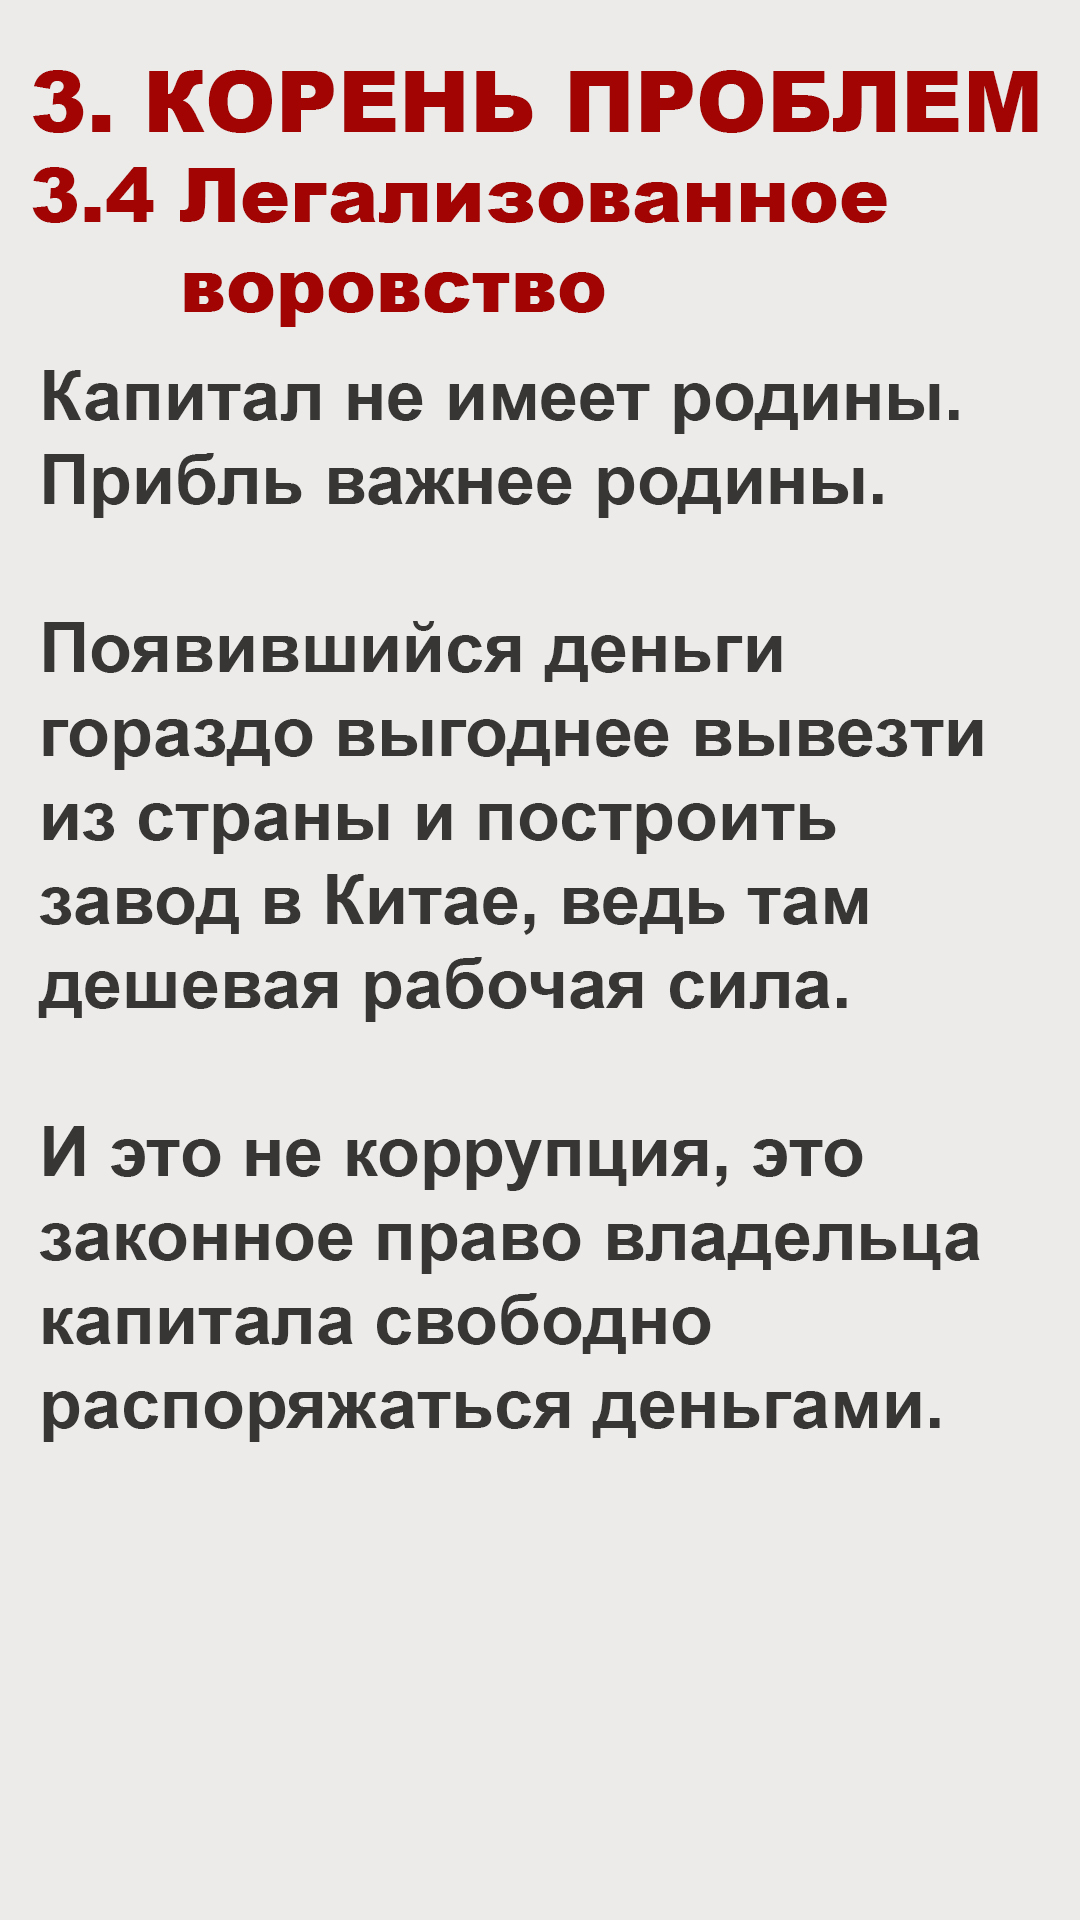 3. КОРЕНЬ ПРОБЛЕМ
3.4 Легализованное
воровство
Капитал не имеет родины.
Прибль важнее родины.
Появившийся деньги
гораздо выгоднее вывезти
из страны и построить
завод в Китае, ведь там
дешевая рабочая сила.
И это не коррупция, это
законное право владельца
капитала свободно
распоряжаться деньгами.